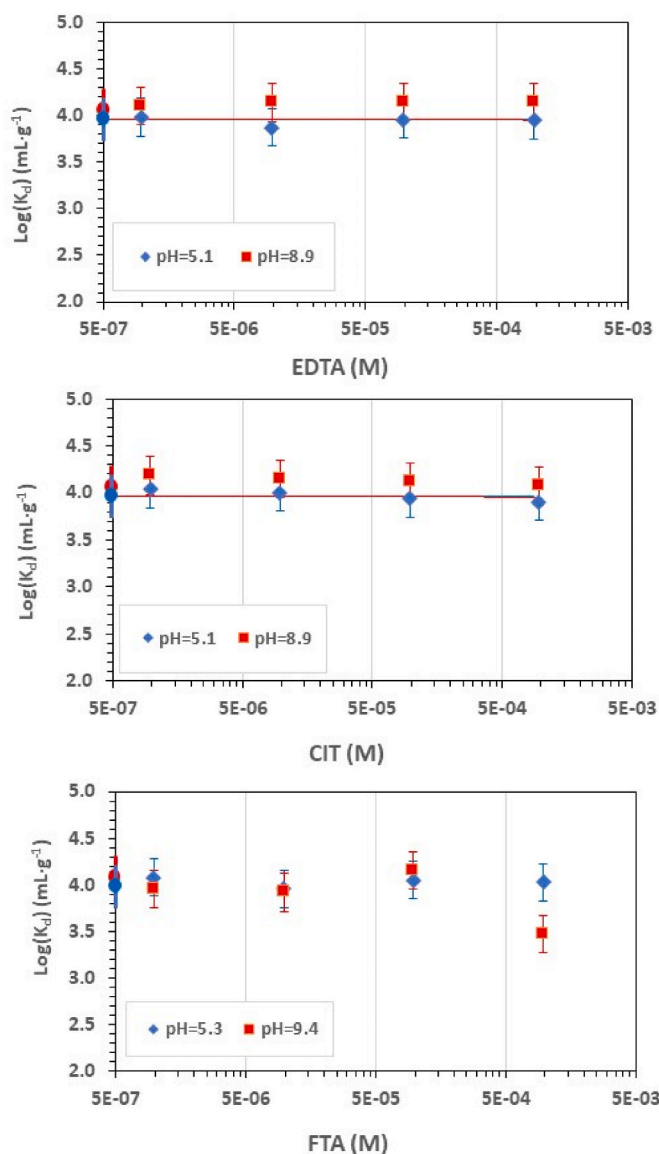 5.0
4.5
4.0
3.5
3.0
2.5
2.0
Log(Kd) (mL·g-1)
pH=5.1 pH=8.9
5E-07 5E-06 5E-05 5E-04 5E-03
EDTA (M)
5.0
4.5
4.0
3.5
3.0
2.5
2.0
Log(Kd) (mL·g-1)
pH=5.1 pH=8.9
5E-07 5E-06 5E-05 5E-04 5E-03
CIT (M)
5.0
4.5
4.0
3.5
3.0
2.5
2.0
Log(Kd) (mL·g-1)
pH=5.3 pH=9.4
5E-07 5E-06 5E-05 5E-04 5E-03
FTA (M)